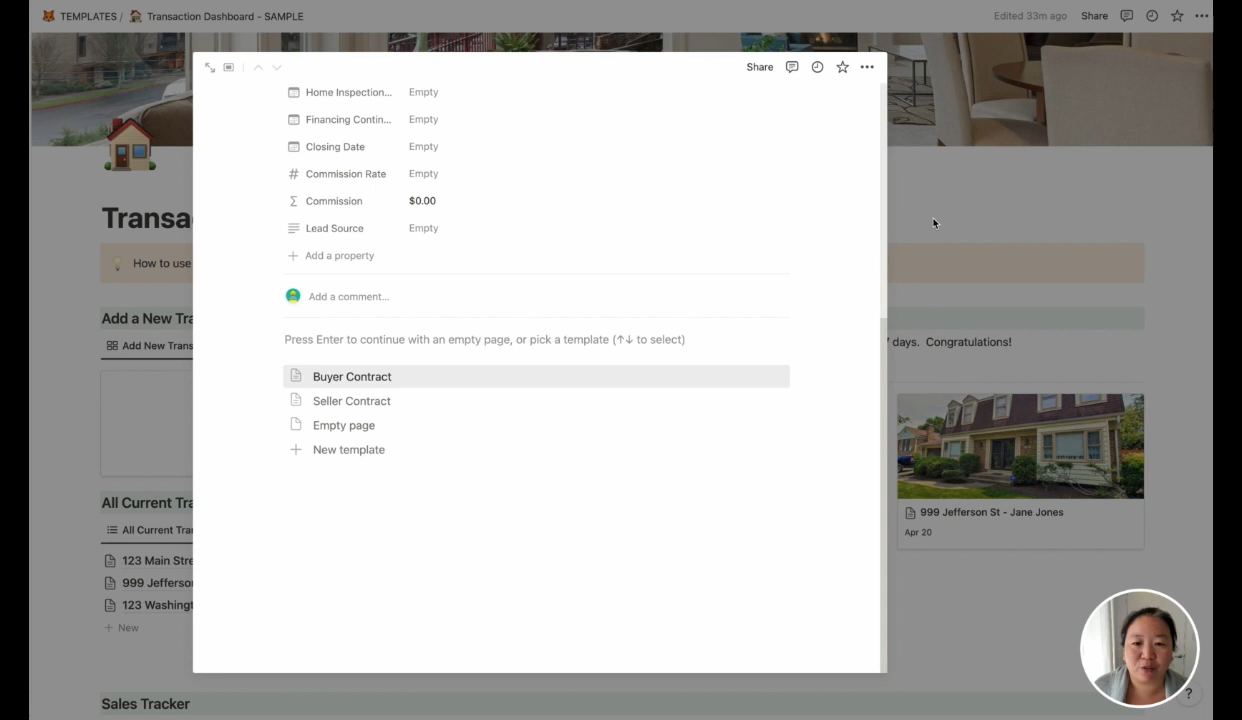 TEMPLATES / Transaction Dashboard - SAMPLE
Edited 33m ago Share
Share
Home Inspection... Empty
Financing Contin... Empty
Closing Date Empty
Commission Rate Empty
Commission $0.00
Lead Source Empty
Add a property
Add a comment...
Press Enter to continue with an empty page, or pick a template (↑↓ to select)
Buyer Contract
Seller Contract
Empty page
New template
Transa
How to use
Add a New Tra
Add New Trans
All Current Tra
All Current Tra
123 Main Stre
999 Jefferso
123 Washingt
+ New
Sales Tracker
days. Congratulations!
999 Jefferson St - Jane Jones
Apr 20
?